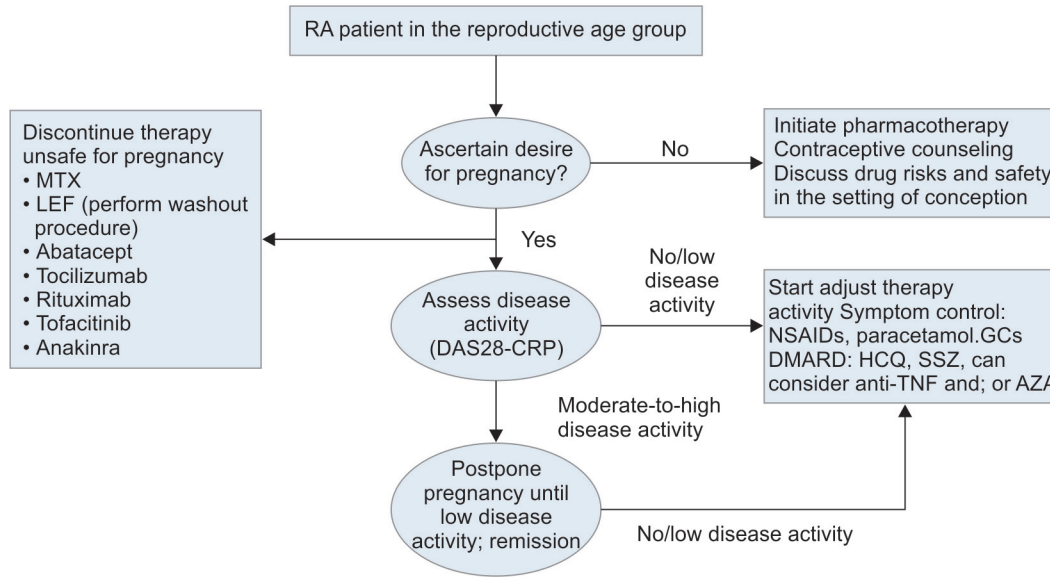 RA patient in the reproductive age group
Ascertain desire
for pregnancy?
No
Initiate pharmacotherapy
Contraceptive counseling
Discuss drug risks and safety
in the setting of conception
Discontinue therapy
unsafe for pregnancy
• MTX
• LEF (perform washout
procedure)
• Abatacept
• Tocilizumab
• Rituximab
• Tofacitinib
• Anakinra
Yes
Assess disease
activity
(DAS28-CRP)
No/low
disease
activity
Start adjust therapy
activity Symptom control:
NSAIDs, paracetamol.GCs
DMARD: HCQ, SSZ, can
consider anti-TNF and; or AZA
Moderate-to-high
disease activity
Postpone
pregnancy until
low disease
activity; remission
No/low disease activity